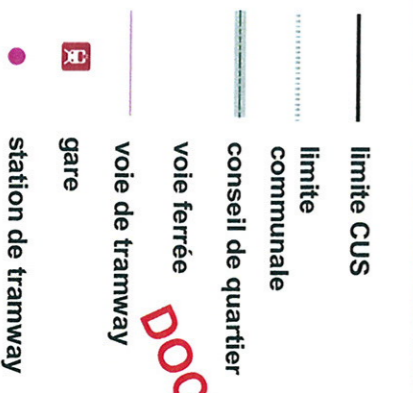 limite CUS
limite
communale
conseil de quartier
voie ferrée
voie de tramway
gare
station de tramway
DOC